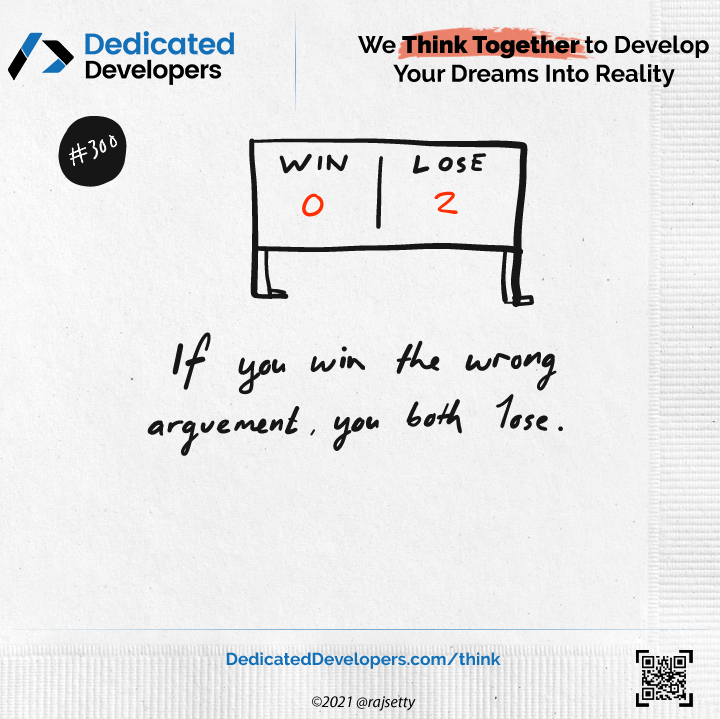 Dedicated
Developers
We Think Together to Develop
Your Dreams Into Reality
#300
WIN LOSE
0 2
If you win the wrong
arguement, you both lose.
DedicatedDevelopers.com/think
©2021 @rajsetty